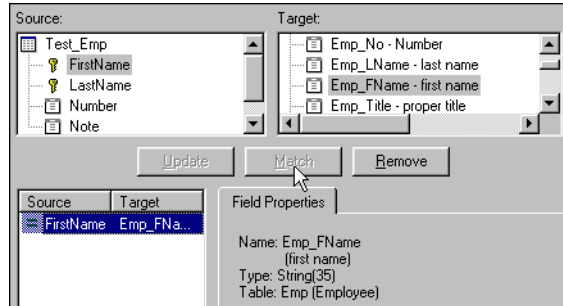 Source: Target:
Test_Emp
FirstName
LastName
Number
Note
Emp_No - Number
Emp_LName - last name
Emp_FName - first name
Emp_Title - proper title
Update Match Remove
Source Target
FirstName Emp_FNa...
Field Properties
Name: Emp_FName
(first name)
Type: String(35)
Table: Emp (Employee)